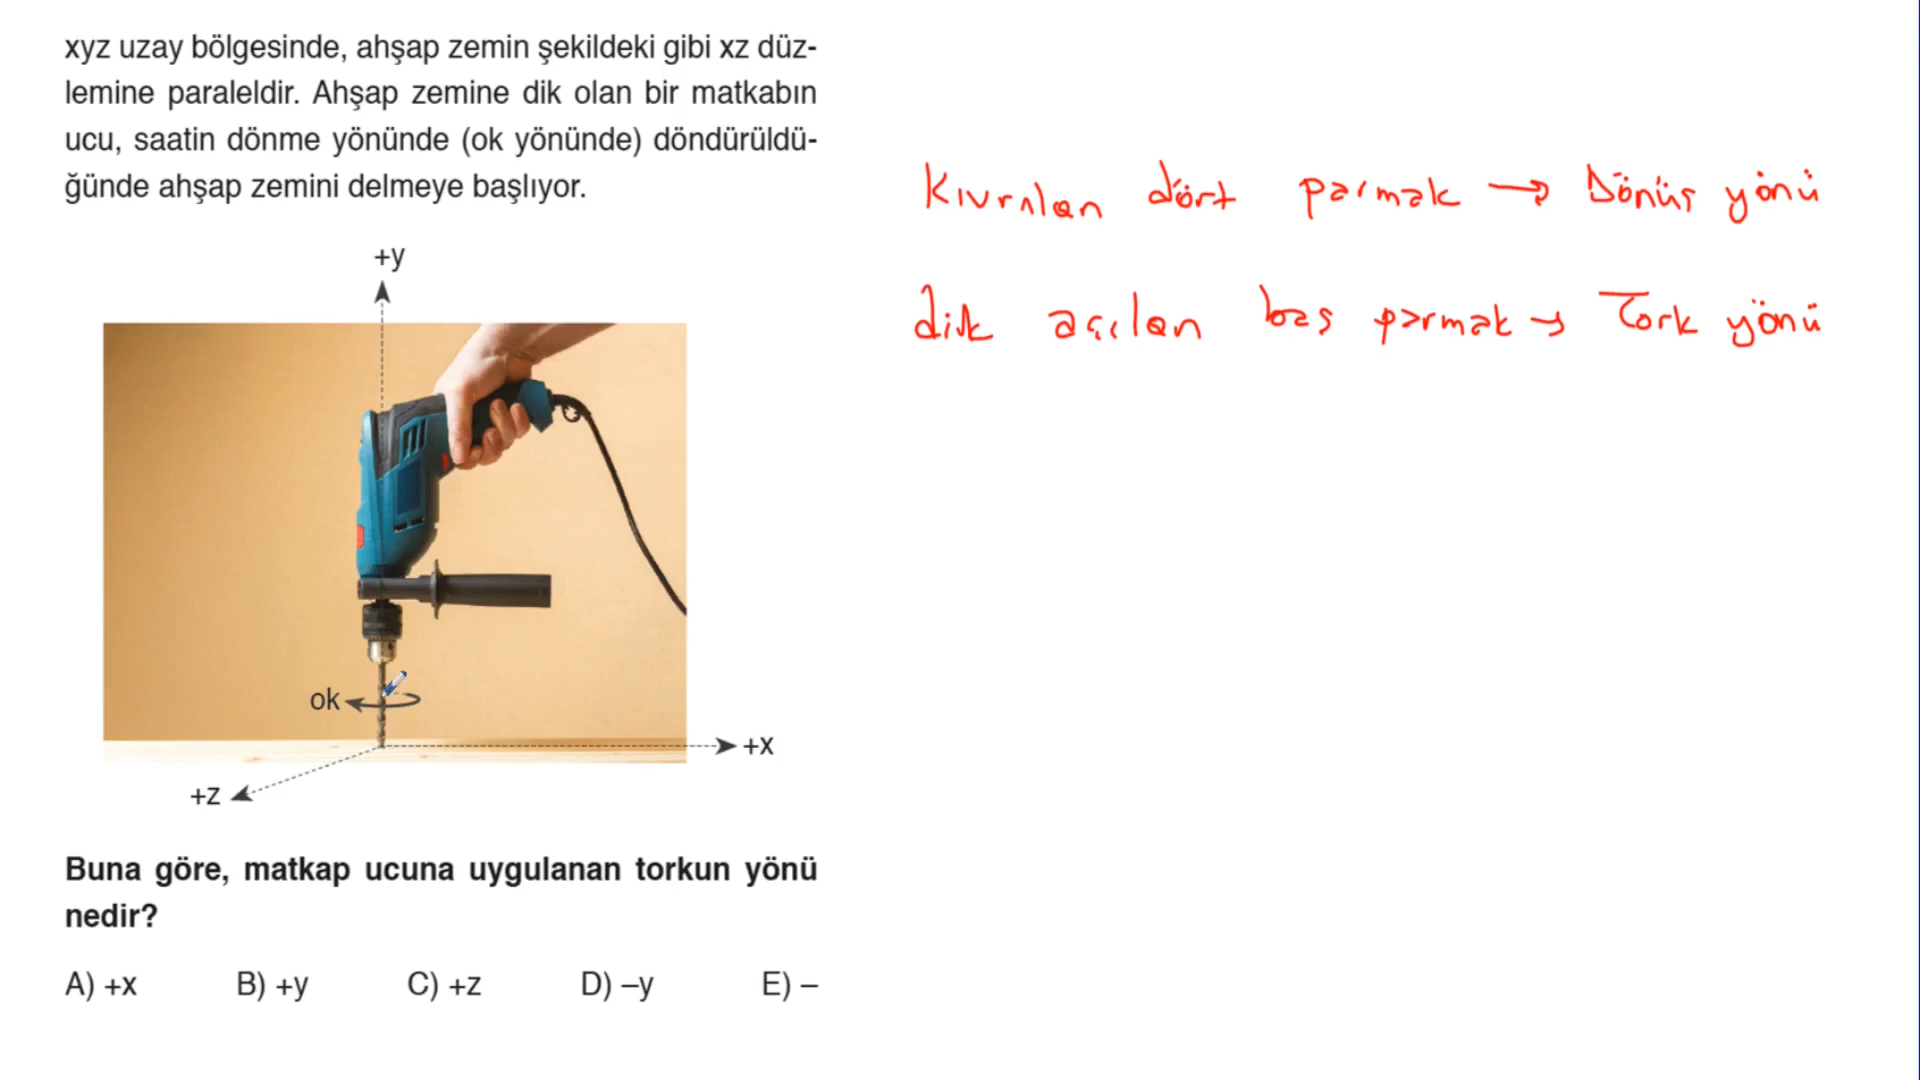 xyz uzay bölgesinde, ahşap zemin şekildeki gibi xz düz-
lemine paraleldir. Ahşap zemine dik olan bir matkabın
ucu, saatin dönme yönünde (ok yönünde) döndürüldü-
ğünde ahşap zemini delmeye başlıyor.
Kıvrılan dört parmak → Dönüş yönü
dik açılan baş parmak → Tork yönü
+y
ok
+x
+z
Buna göre, matkap ucuna uygulanan torkun yönü
nedir?
A) +x B) +y C) +z D) –y E) –